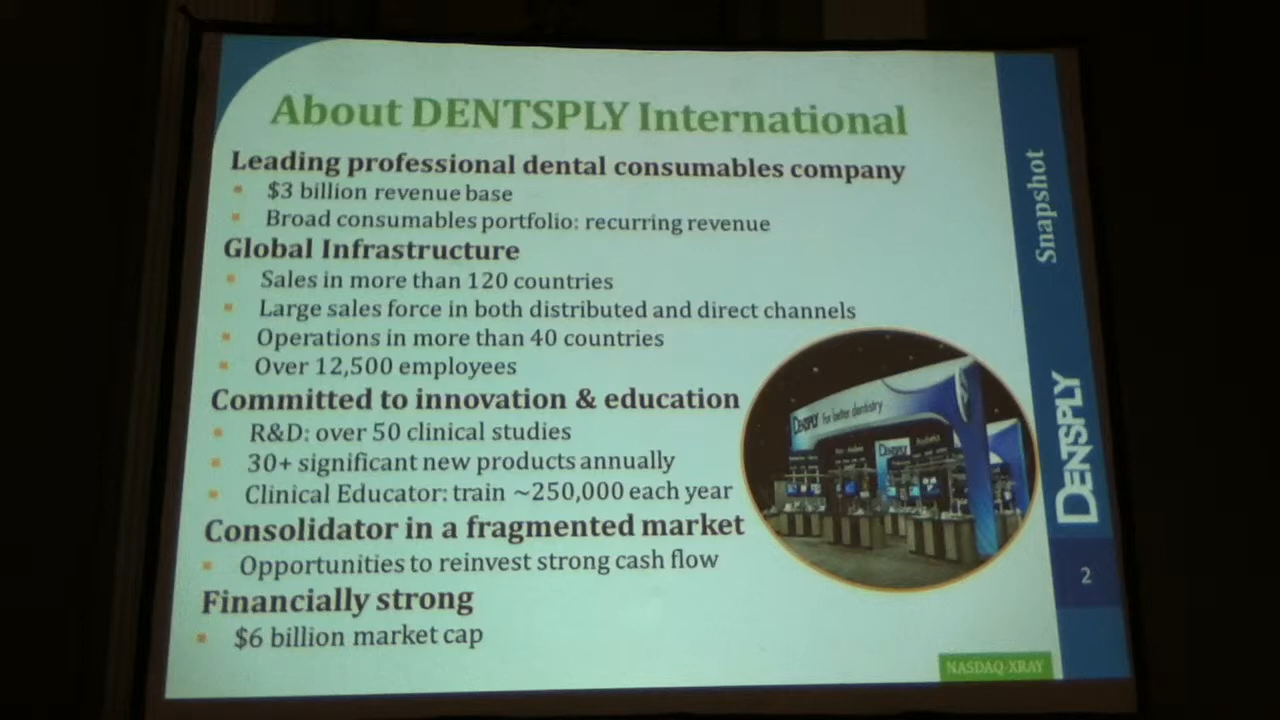 About DENTSPLY International
Leading professional dental consumables company
$3 billion revenue base
Broad consumables portfolio: recurring revenue
Global Infrastructure
Sales in more than 120 countries
Large sales force in both distributed and direct channels
Operations in more than 40 countries
Over 12,500 employees
Committed to innovation & education
R&D: over 50 clinical studies
30+ significant new products annually
Clinical Educator: train ~250,000 each year
Consolidator in a fragmented market
Opportunities to reinvest strong cash flow
Financially strong
$6 billion market cap
DENTSPLY for better dentistry
DENTSPLY
Snapshot
DENTSPLY
2
NASDAQ-XRAY